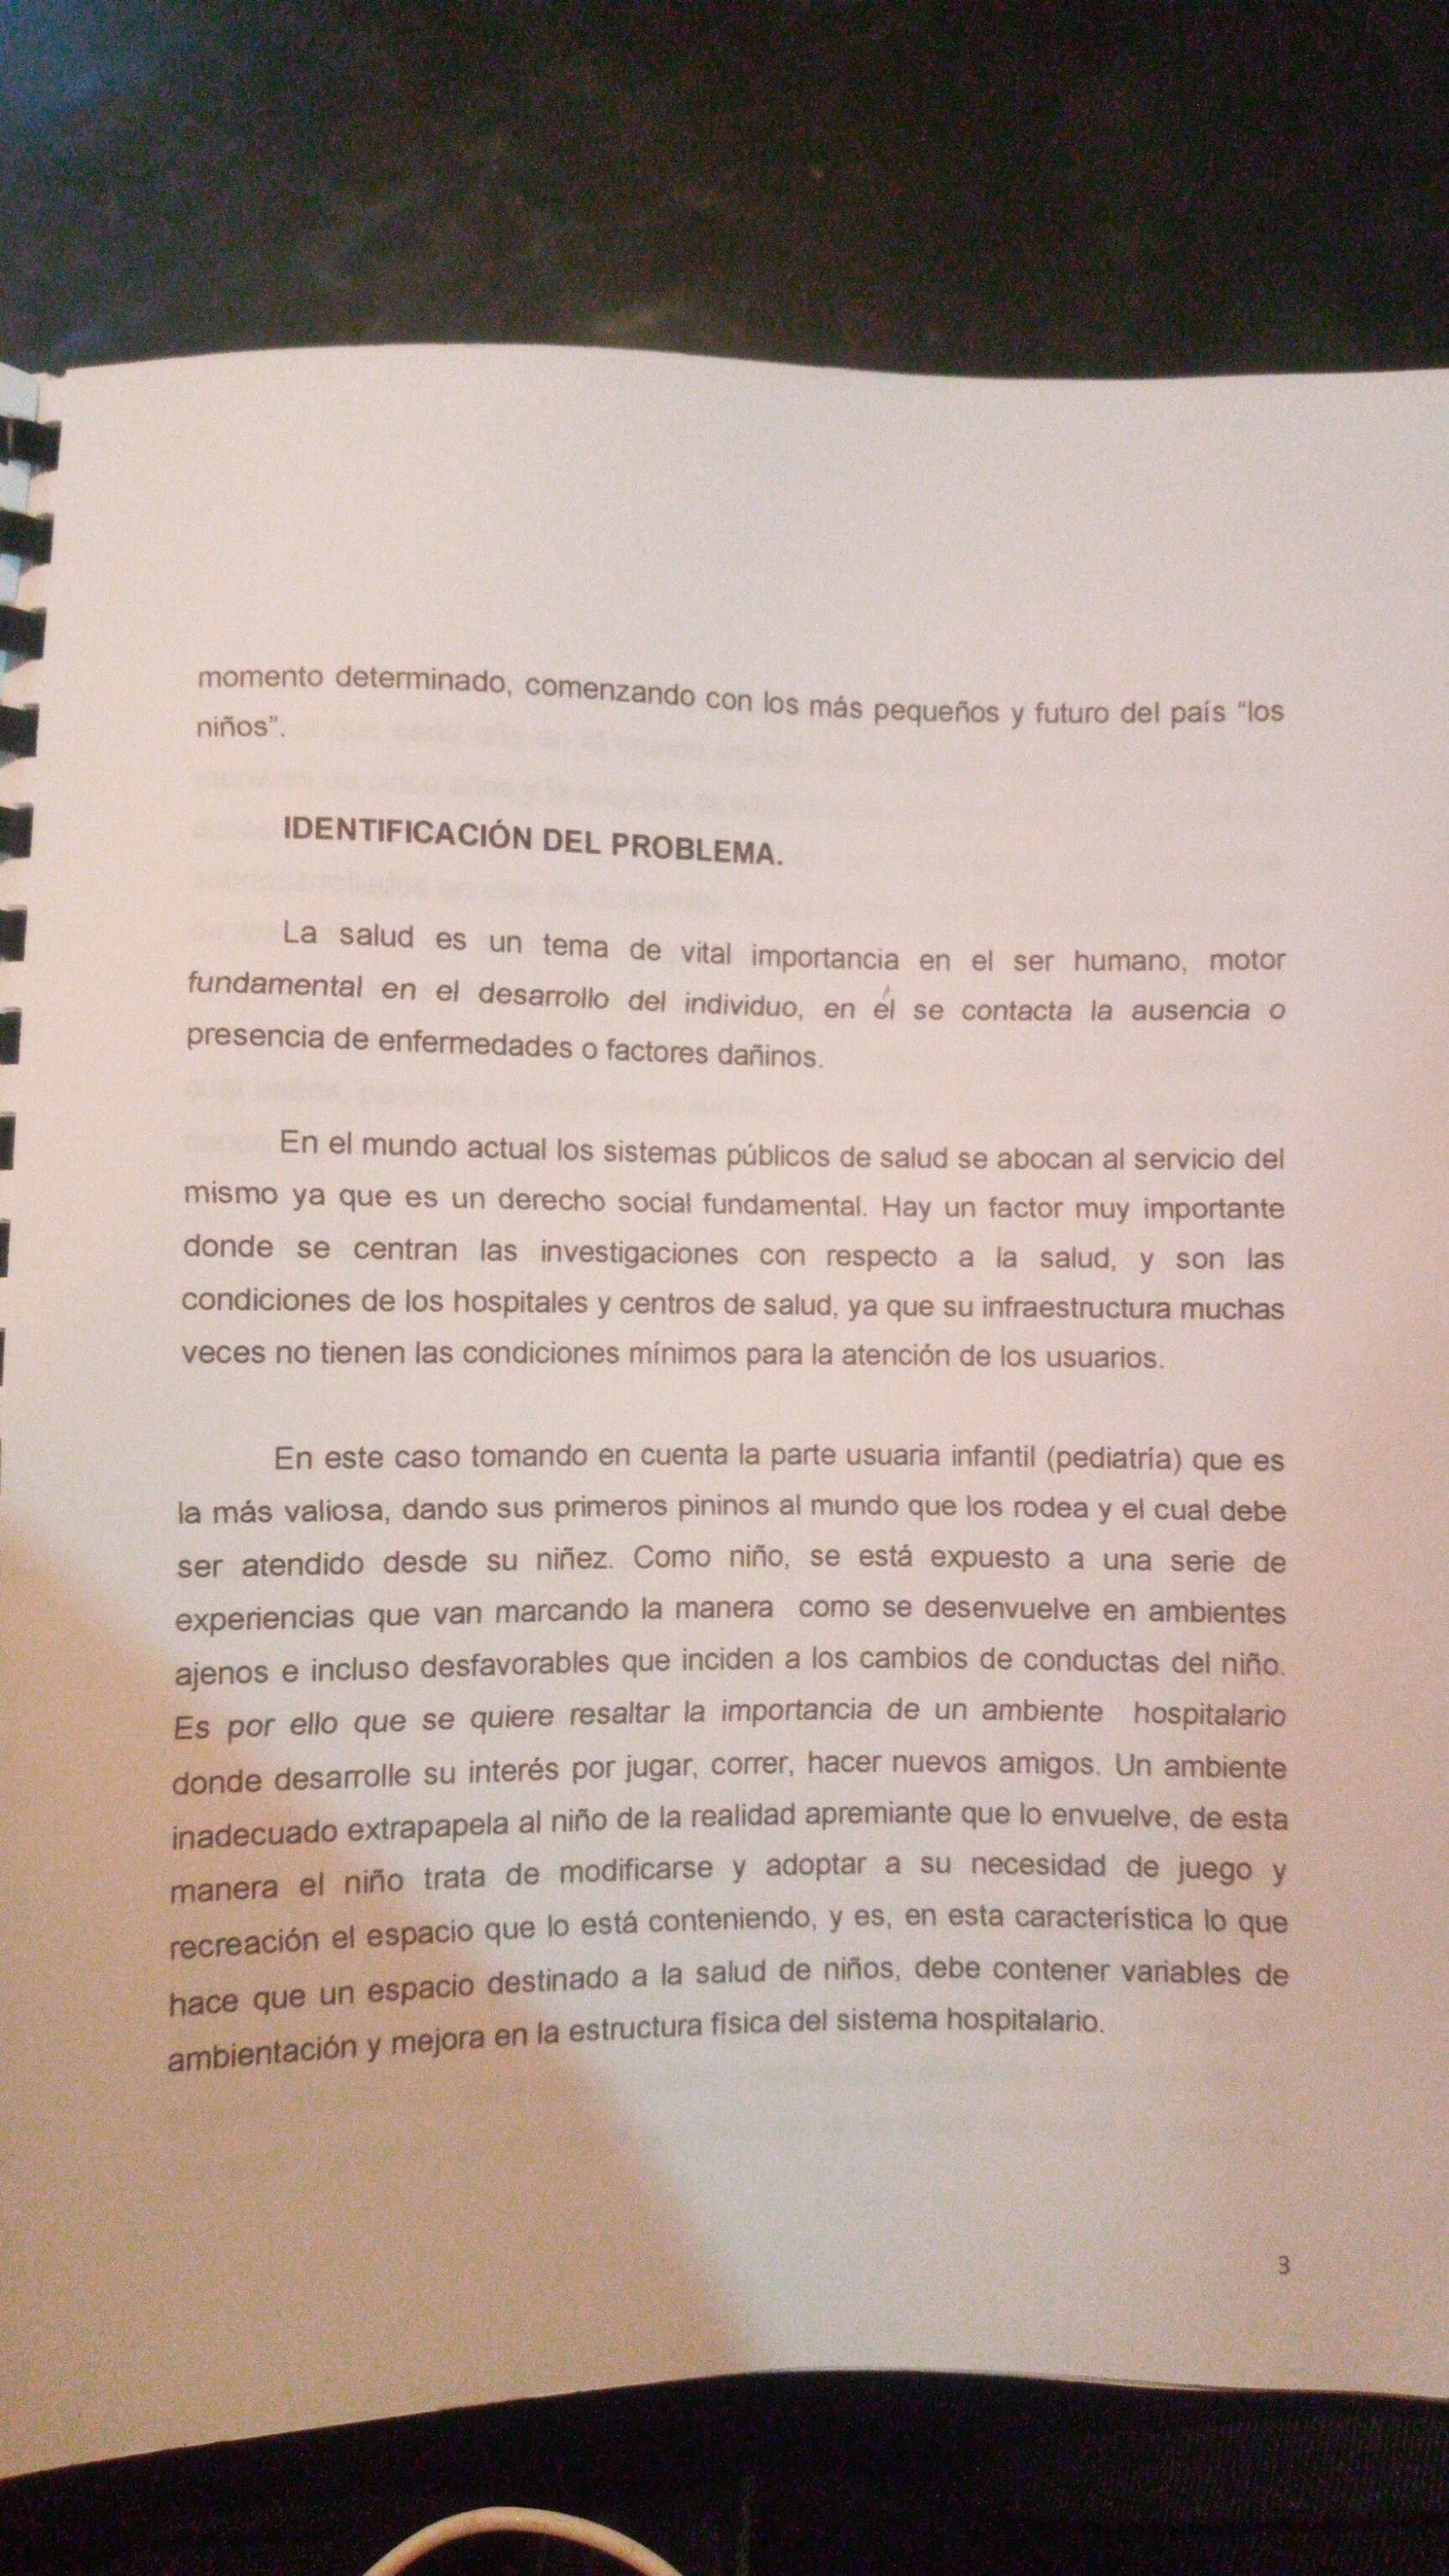 momento determinado, comenzando con los más pequeños y futuro del país “los
niños”.
IDENTIFICACIÓN DEL PROBLEMA.
La salud es un tema de vital importancia en el ser humano, motor
fundamental en el desarrollo del individuo, en él se contacta la ausencia o
presencia de enfermedades o factores dañinos.
En el mundo actual los sistemas públicos de salud se abocan al servicio del
mismo ya que es un derecho social fundamental. Hay un factor muy importante
donde se centran las investigaciones con respecto a la salud, y son las
condiciones de los hospitales y centros de salud, ya que su infraestructura muchas
veces no tienen las condiciones mínimos para la atención de los usuarios.
En este caso tomando en cuenta la parte usuaria infantil (pediatría) que es
la más valiosa, dando sus primeros pininos al mundo que los rodea y el cual debe
ser atendido desde su niñez. Como niño, se está expuesto a una serie de
experiencias que van marcando la manera como se desenvuelve en ambientes
ajenos e incluso desfavorables que inciden a los cambios de conductas del niño.
Es por ello que se quiere resaltar la importancia de un ambiente hospitalario
donde desarrolle su interés por jugar, correr, hacer nuevos amigos. Un ambiente
inadecuado extrapapela al niño de la realidad apremiante que lo envuelve, de esta
manera el niño trata de modificarse y adoptar a su necesidad de juego y
recreación el espacio que lo está conteniendo, y es, en esta característica lo que
hace que un espacio destinado a la salud de niños, debe contener variables de
ambientación y mejora en la estructura física del sistema hospitalario.
3